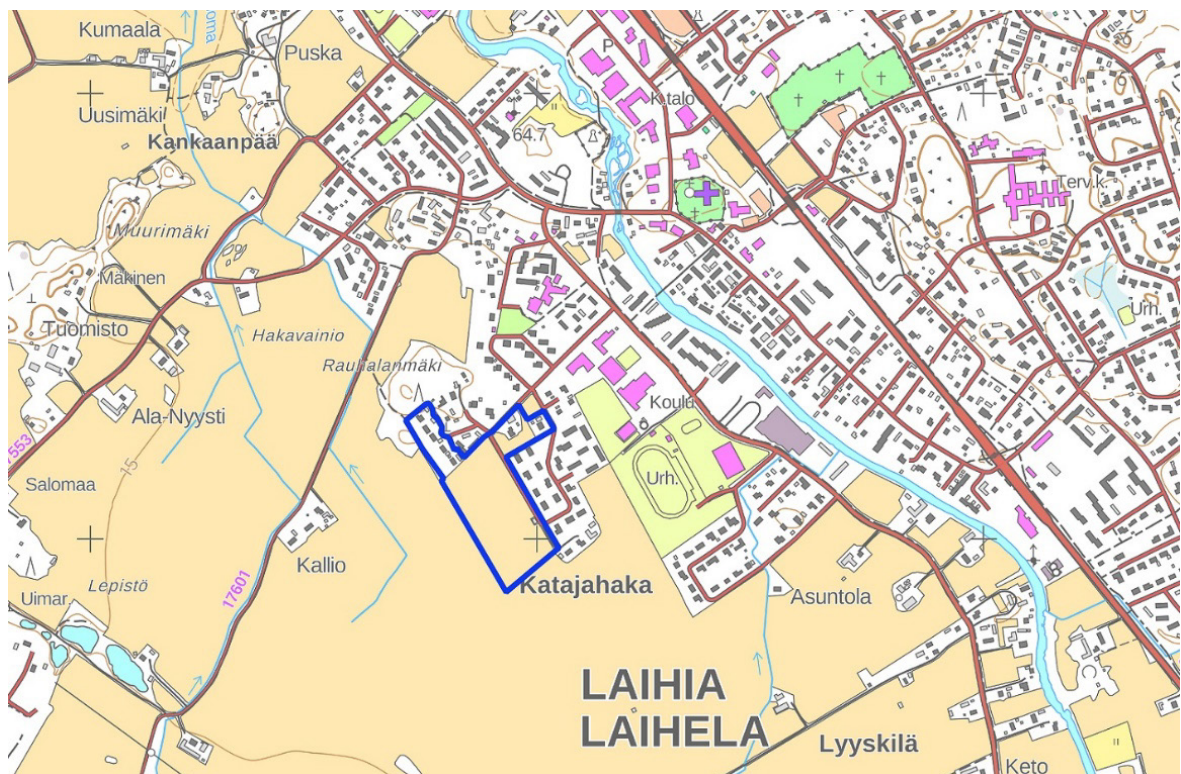 Kumaala
Puska
P
Uusimäki
K.talo
64.7
Kankaanpää
Terv.k.
Muurimäki
Mäkinen
Tuomisto
Hakavainio
Urh.
Rauhalanmäki
Ala-Nyysti
Koulu
553
15
Urh.
Salomaa
Kallio
Lepistö
17601
Uimar.
Katajahaka
Asuntola
LAIHIA
LAIHELA
Lyyskilä
Keto